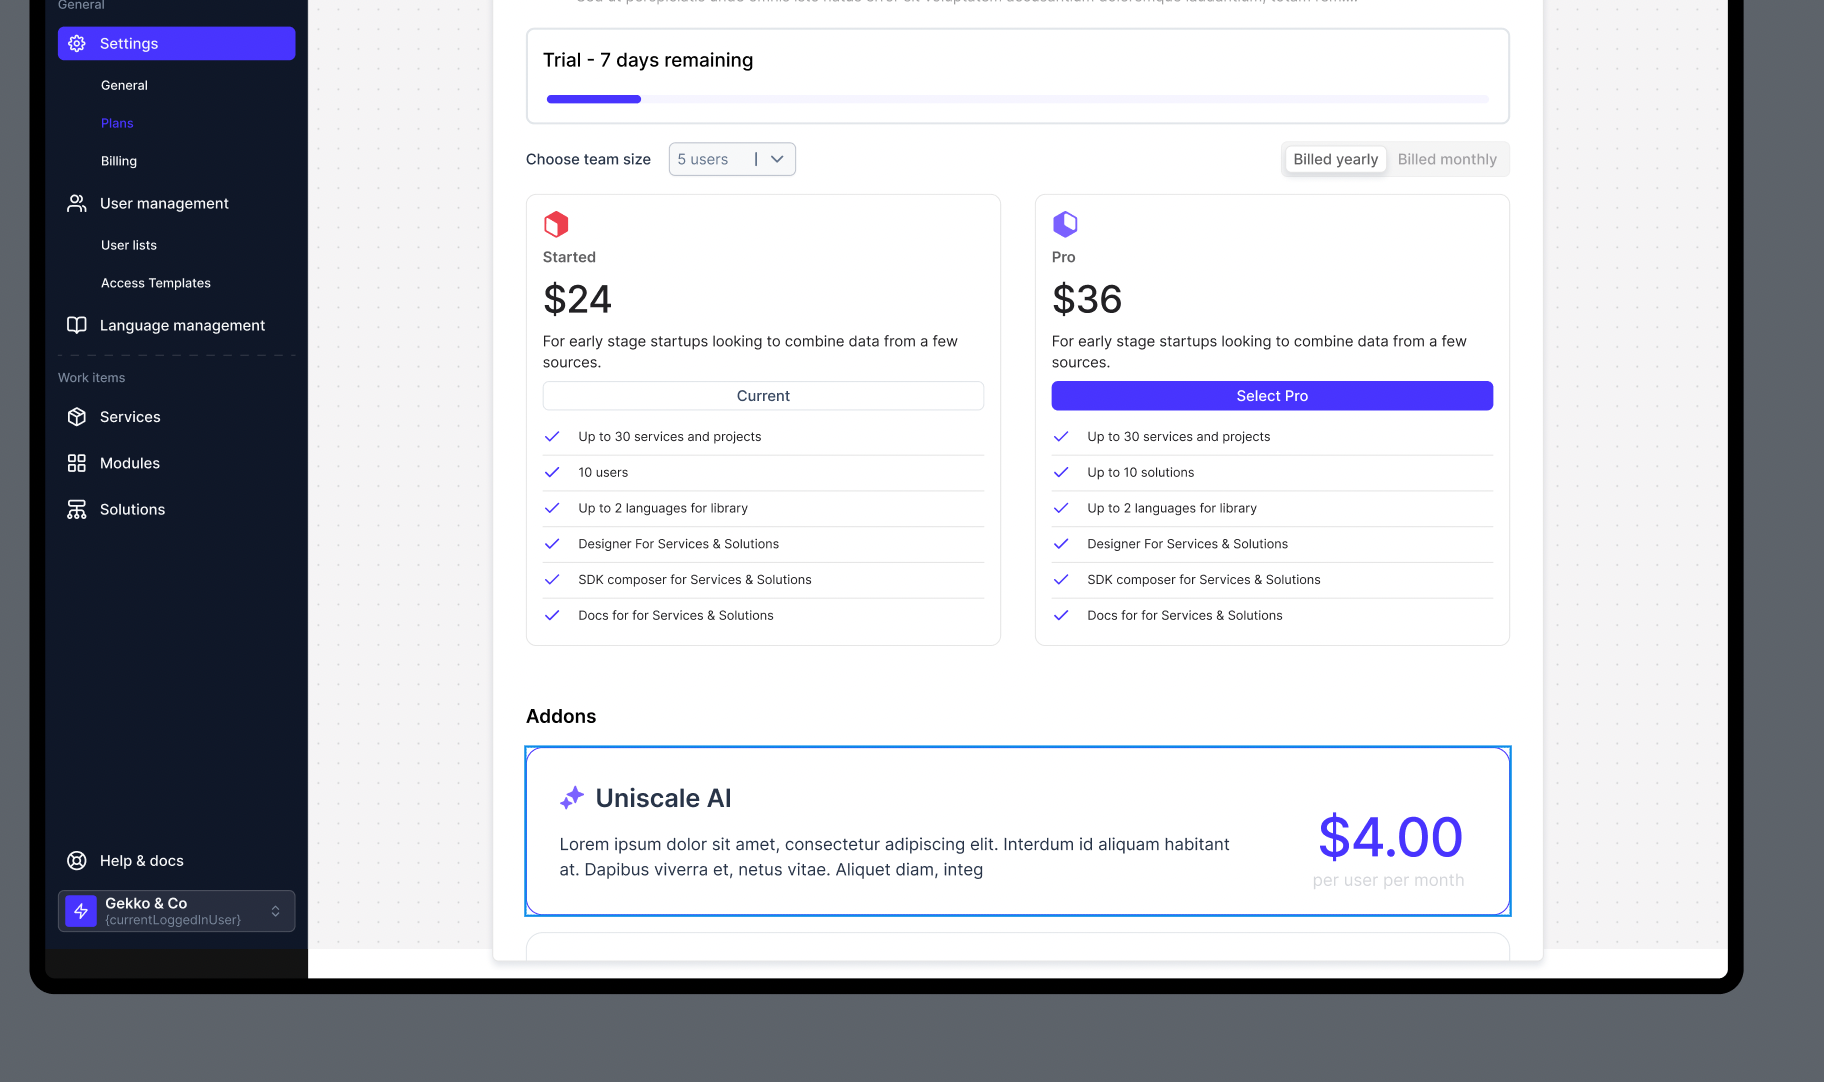 General
Settings
General
Plans
Billing
User management
User lists
Access Templates
Language management
Work items
Services
Modules
Solutions
Help & docs
Gekko & Co
{currentLoggedInUser}
Trial - 7 days remaining
Choose team size
5 users
Billed yearly
Billed monthly
Started
$24
For early stage startups looking to combine data from a few
sources.
Current
Up to 30 services and projects
10 users
Up to 2 languages for library
Designer For Services & Solutions
SDK composer for Services & Solutions
Docs for for Services & Solutions
Pro
$36
For early stage startups looking to combine data from a few
sources.
Select Pro
Up to 30 services and projects
Up to 10 solutions
Up to 2 languages for library
Designer For Services & Solutions
SDK composer for Services & Solutions
Docs for for Services & Solutions
Addons
Uniscale AI
Lorem ipsum dolor sit amet, consectetur adipiscing elit. Interdum id aliquam habitant
at. Dapibus viverra et, netus vitae. Aliquet diam, integ
$4.00
per user per month